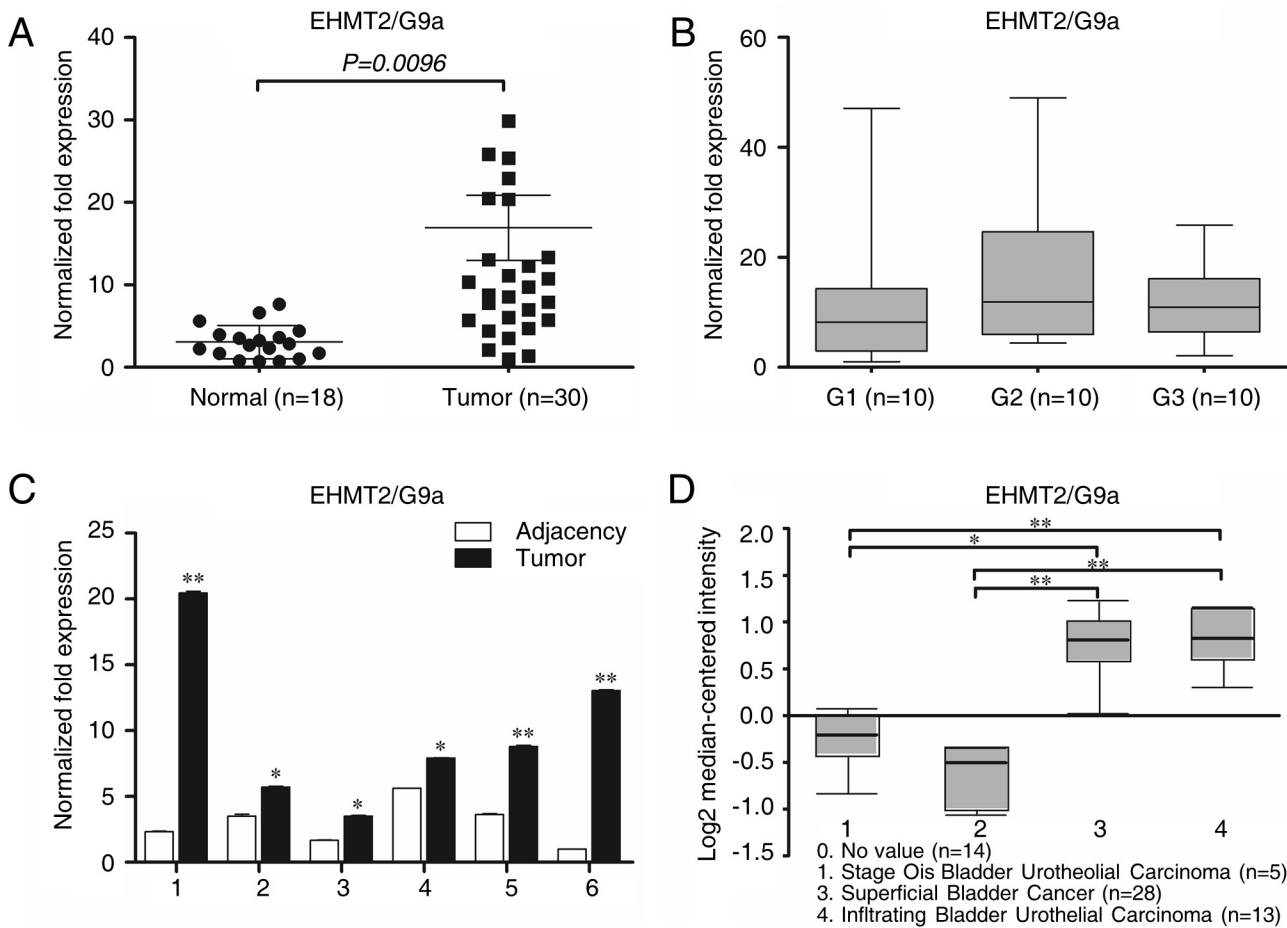 A
EHMT2/G9a
Normalized fold expression
40
30
20
10
0
P=0.0096
Normal (n=18)
Tumor (n=30)
B
EHMT2/G9a
Normalized fold expression
60
40
20
0
G1 (n=10)
G2 (n=10)
G3 (n=10)
C
EHMT2/G9a
Normalized fold expression
25
20
15
10
5
0
Adjacency
Tumor
**
*
*
*
**
**
1 2 3 4 5 6
D
EHMT2/G9a
Log2 median-centered intensity
2.0
1.5
1.0
0.5
0.0
-0.5
-1.0
-1.5
**
*
**
**
1 2 3 4
0. No value (n=14)
1. Stage Ois Bladder Urotheolial Carcinoma (n=5)
3. Superficial Bladder Cancer (n=28)
4. Infltrating Bladder Urothelial Carcinoma (n=13)